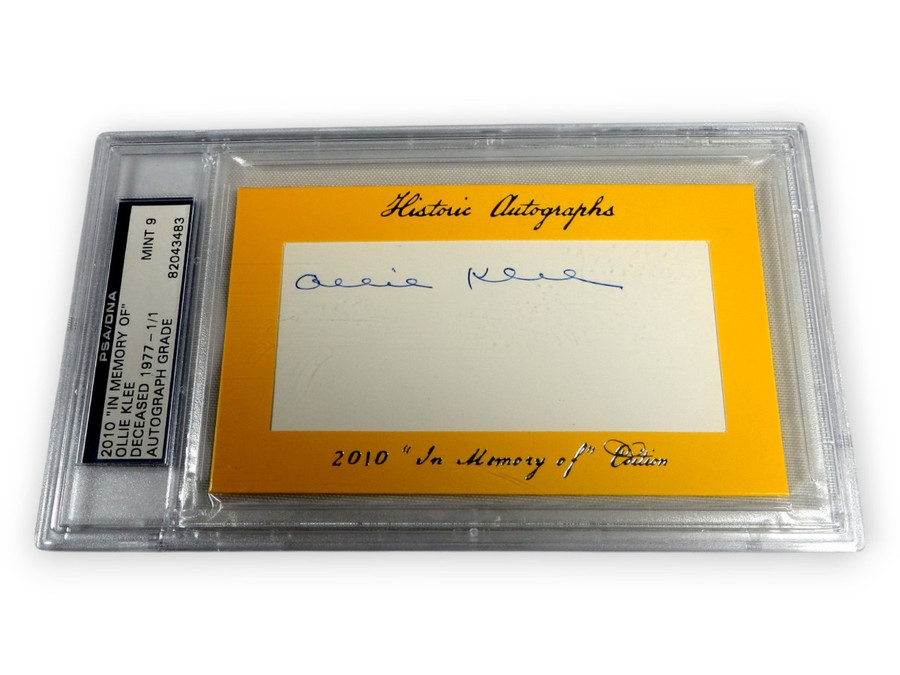 PSA/DNA
2010 "IN MEMORY OF"
OLLIE KLEE
DECEASED 1977 - 1/1
AUTOGRAPH GRADE
MINT 9
82043483
Historic Autographs
Ollie Klee
2010 "In Memory of" Edition